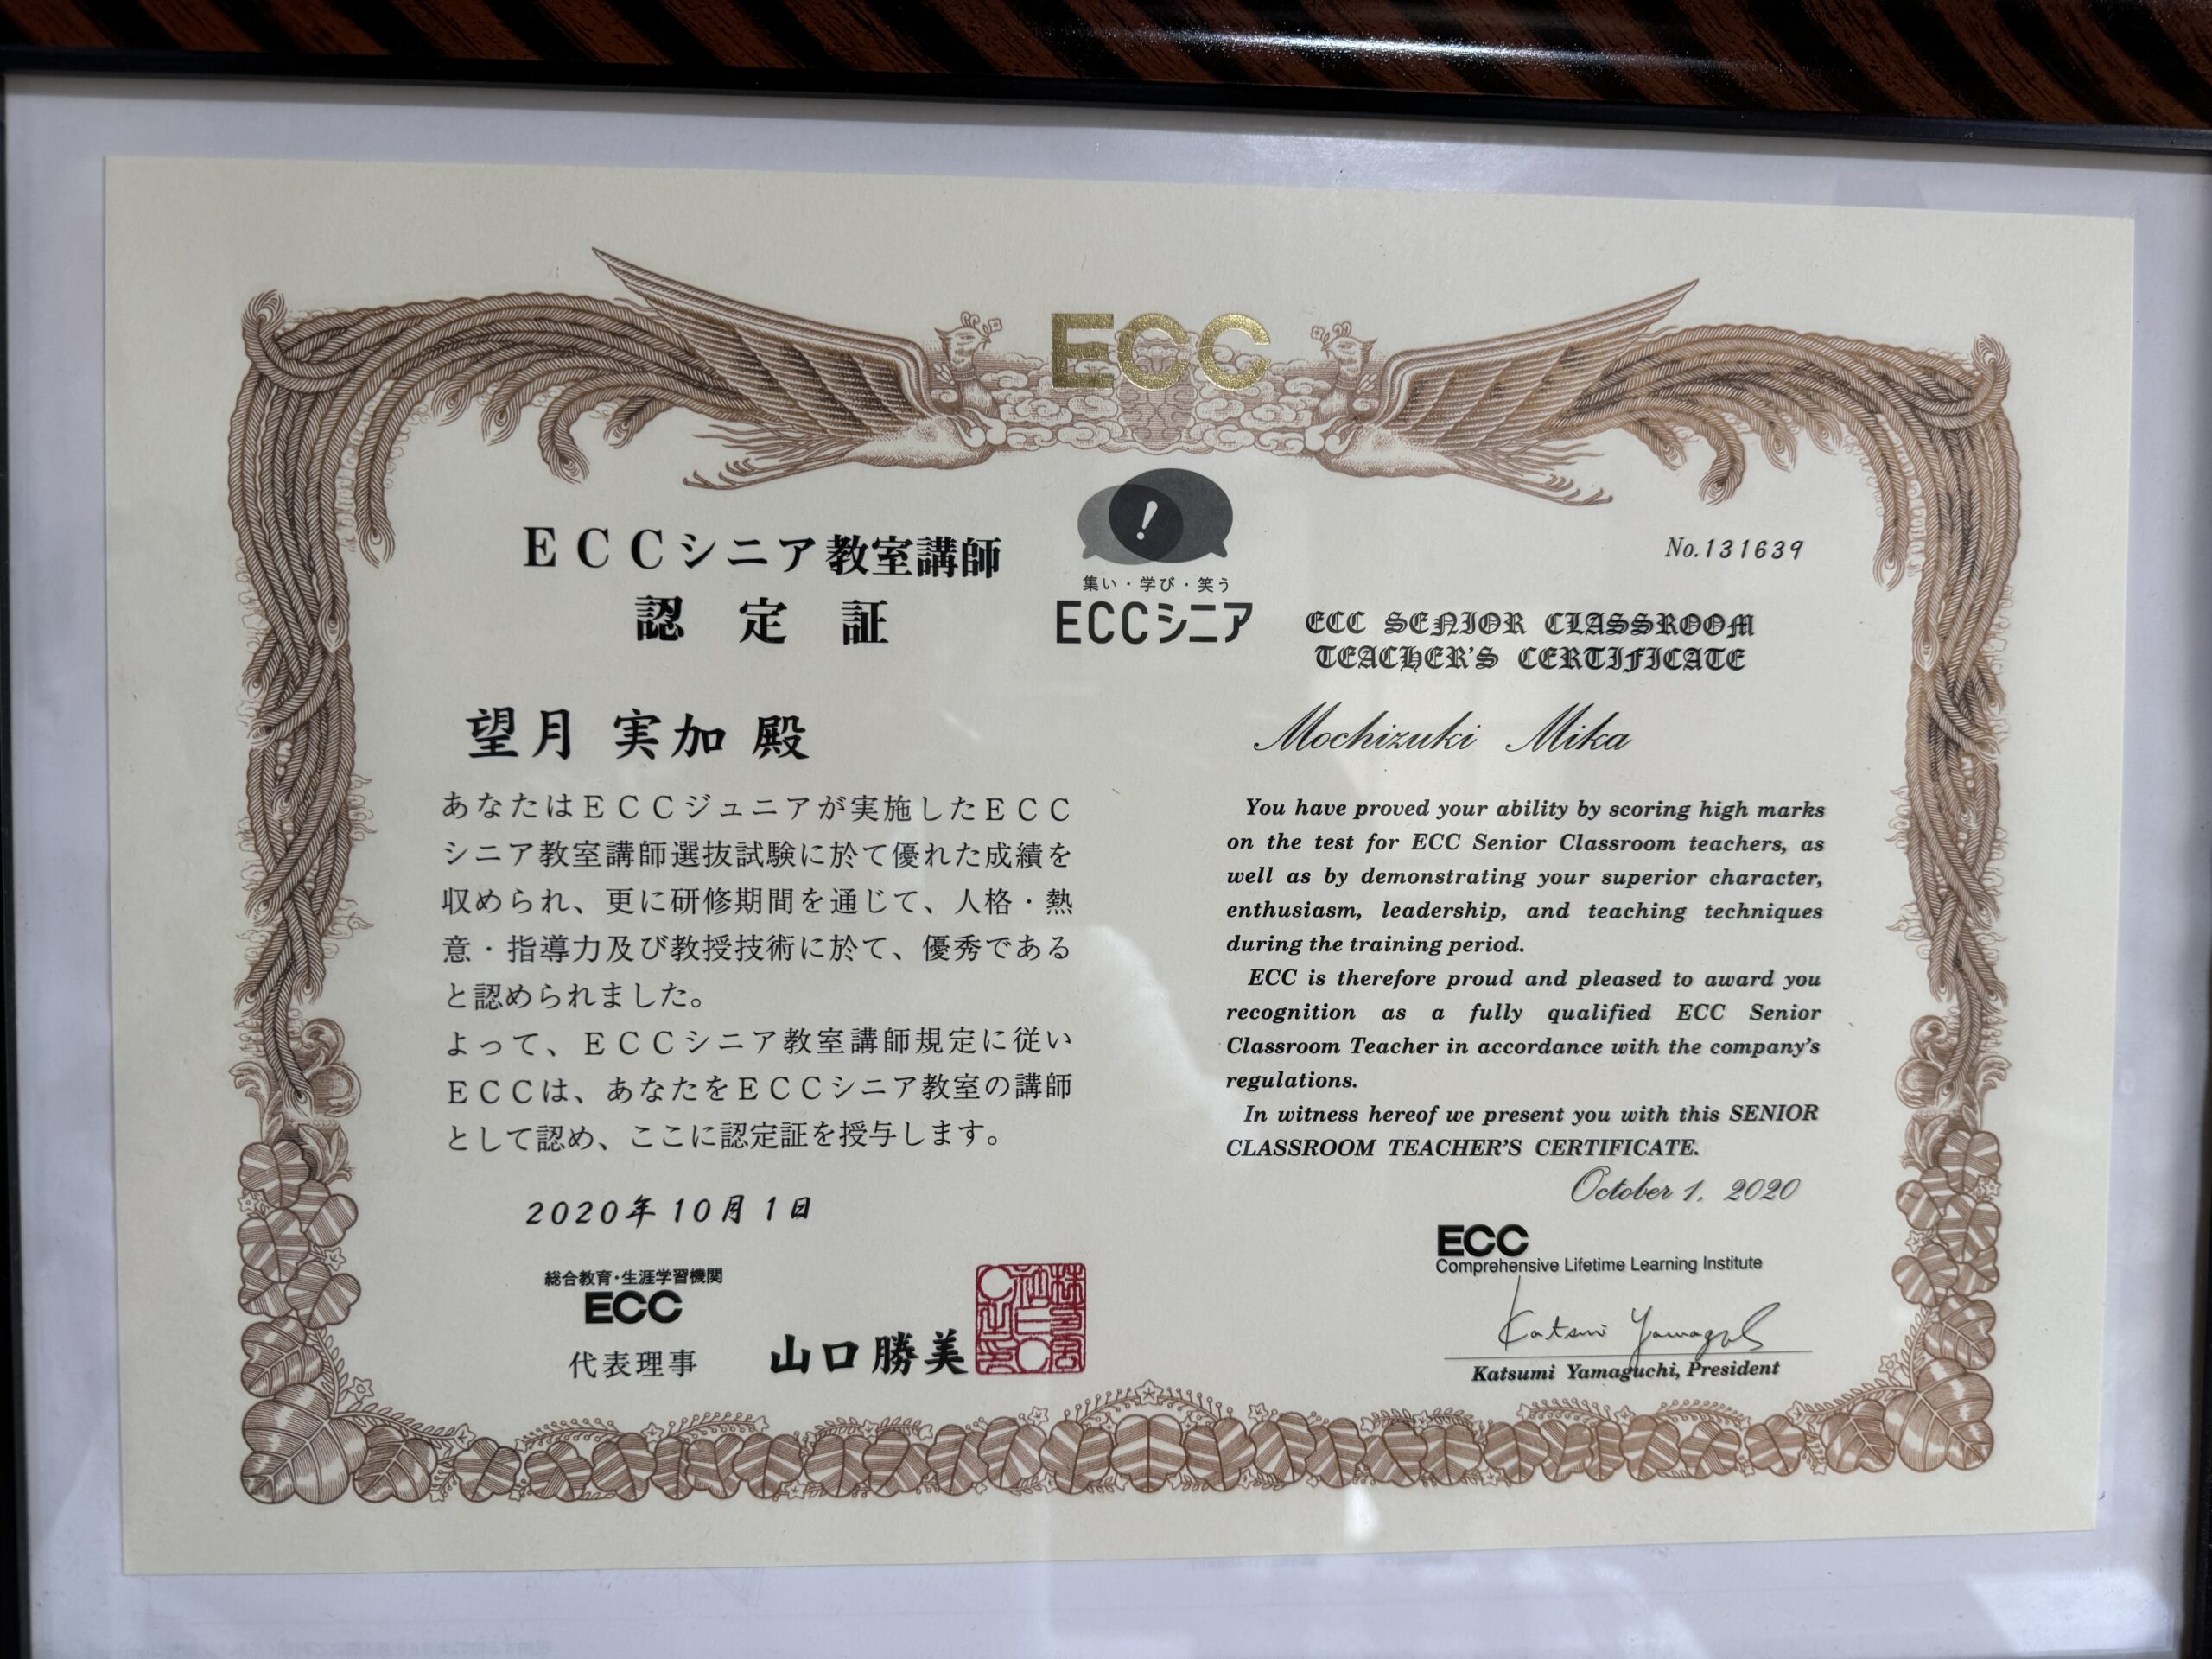 ECC
ECCシニア教室講師
認定証
望月 実加 殿
あなたはECCジュニアが実施したECC
シニア教室講師選抜試験に於て優れた成績を
収められ、更に研修期間を通じて、人格・熱
意・指導力及び教授技術に於て、優秀である
と認められました。
よって、ECCシニア教室講師規定に従い
ECCは、あなたをECCシニア教室の講師
として認め、ここに認定証を授与します。
2020年10月1日
総合教育・生涯学習機関
ECC
代表理事 山口勝美
!
集い・学び・笑う
ECCシニア
No.131639
ECC SENIOR CLASSROOM
TEACHER'S CERTIFICATE
Mochizuki Mika
You have proved your ability by scoring high marks
on the test for ECC Senior Classroom teachers, as
well as by demonstrating your superior character,
enthusiasm, leadership, and teaching techniques
during the training period.
ECC is therefore proud and pleased to award you
recognition as a fully qualified ECC Senior
Classroom Teacher in accordance with the company's
regulations.
In witness hereof we present you with this SENIOR
CLASSROOM TEACHER'S CERTIFICATE.
October 1, 2020
ECC
Comprehensive Lifetime Learning Institute
Katsumi Yamaguchi, President